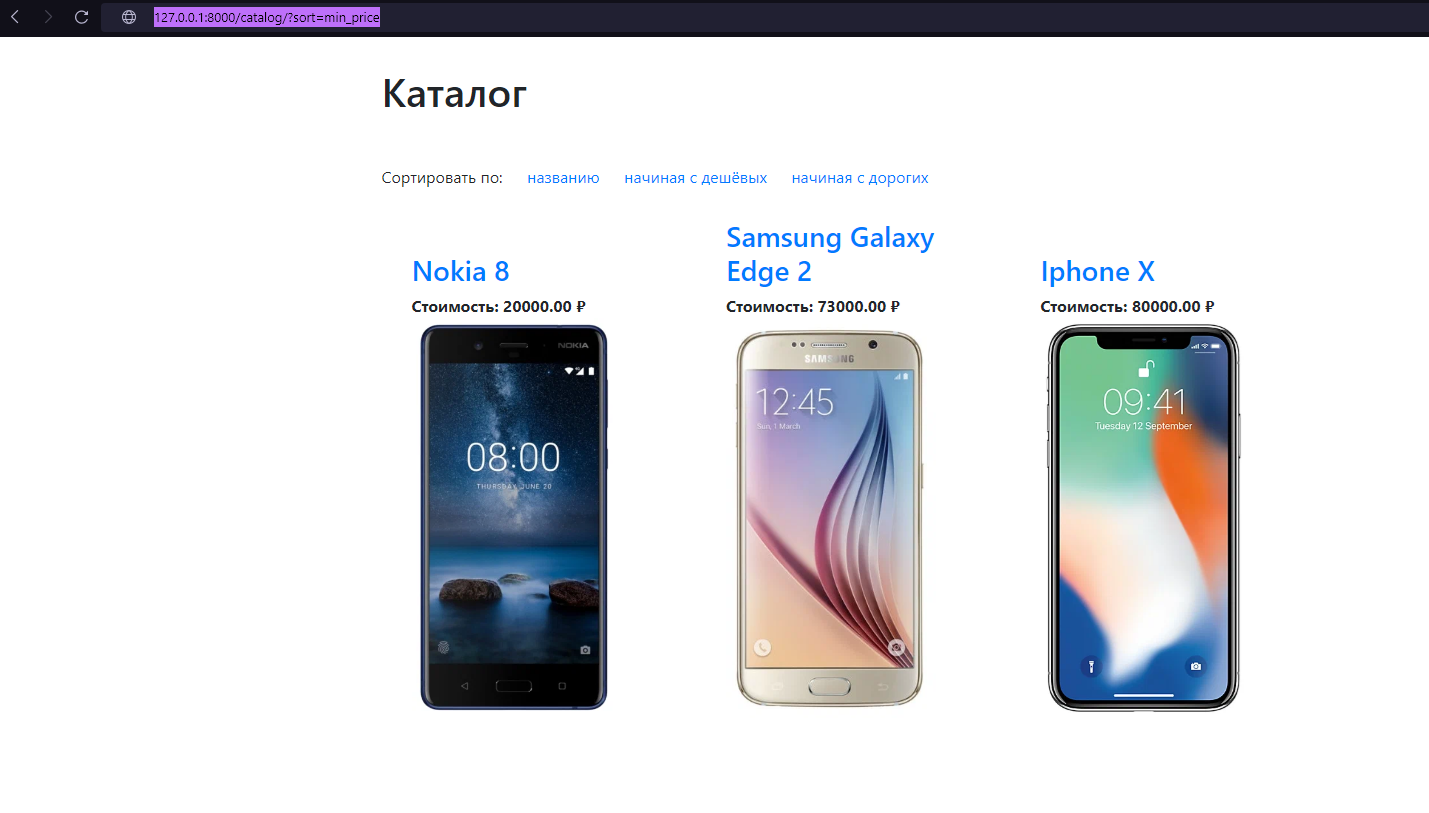 127.0.0.1:8000/catalog/?sort=min_price
Каталог
Сортировать по: названию начиная с дешёвых начиная с дорогих
Nokia 8
Стоимость: 20000.00 ₽
NOKIA
08:00
THURSDAY, JUNE 20
Samsung Galaxy
Edge 2
Стоимость: 73000.00 ₽
SAMSUNG
12:45
Sun, 1 March
Iphone X
Стоимость: 80000.00 ₽
09:41
Tuesday 12 September